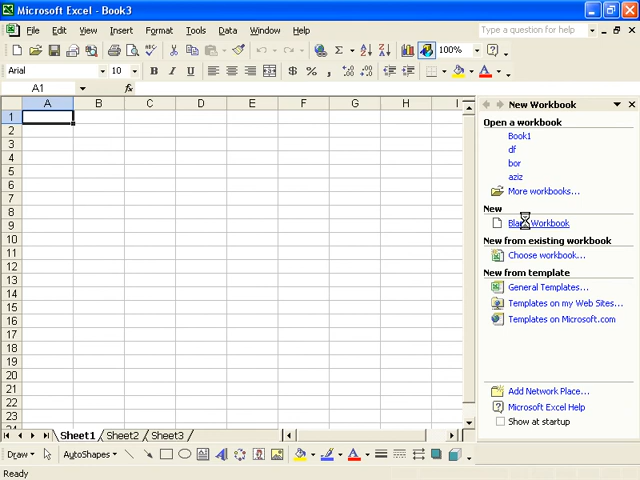 Microsoft Excel - Book3
File Edit View Insert Format Tools Data Window Help Type a question for help
100%
Arial 10 B I U $ % ,
A1 fx
A B C D E F G H I New Workbook
1
2
3
4
5
6
7
8
9
10
11
12
13
14
15
16
17
18
19
20
21
22
23
Open a workbook
Book1
df
bor
aziz
More workbooks...
New
Blank Workbook
New from existing workbook
Choose workbook...
New from template
General Templates...
Templates on my Web Sites...
Templates on Microsoft.com
Add Network Place...
Microsoft Excel Help
Show at startup
Sheet1 Sheet2 Sheet3
Draw AutoShapes
Ready